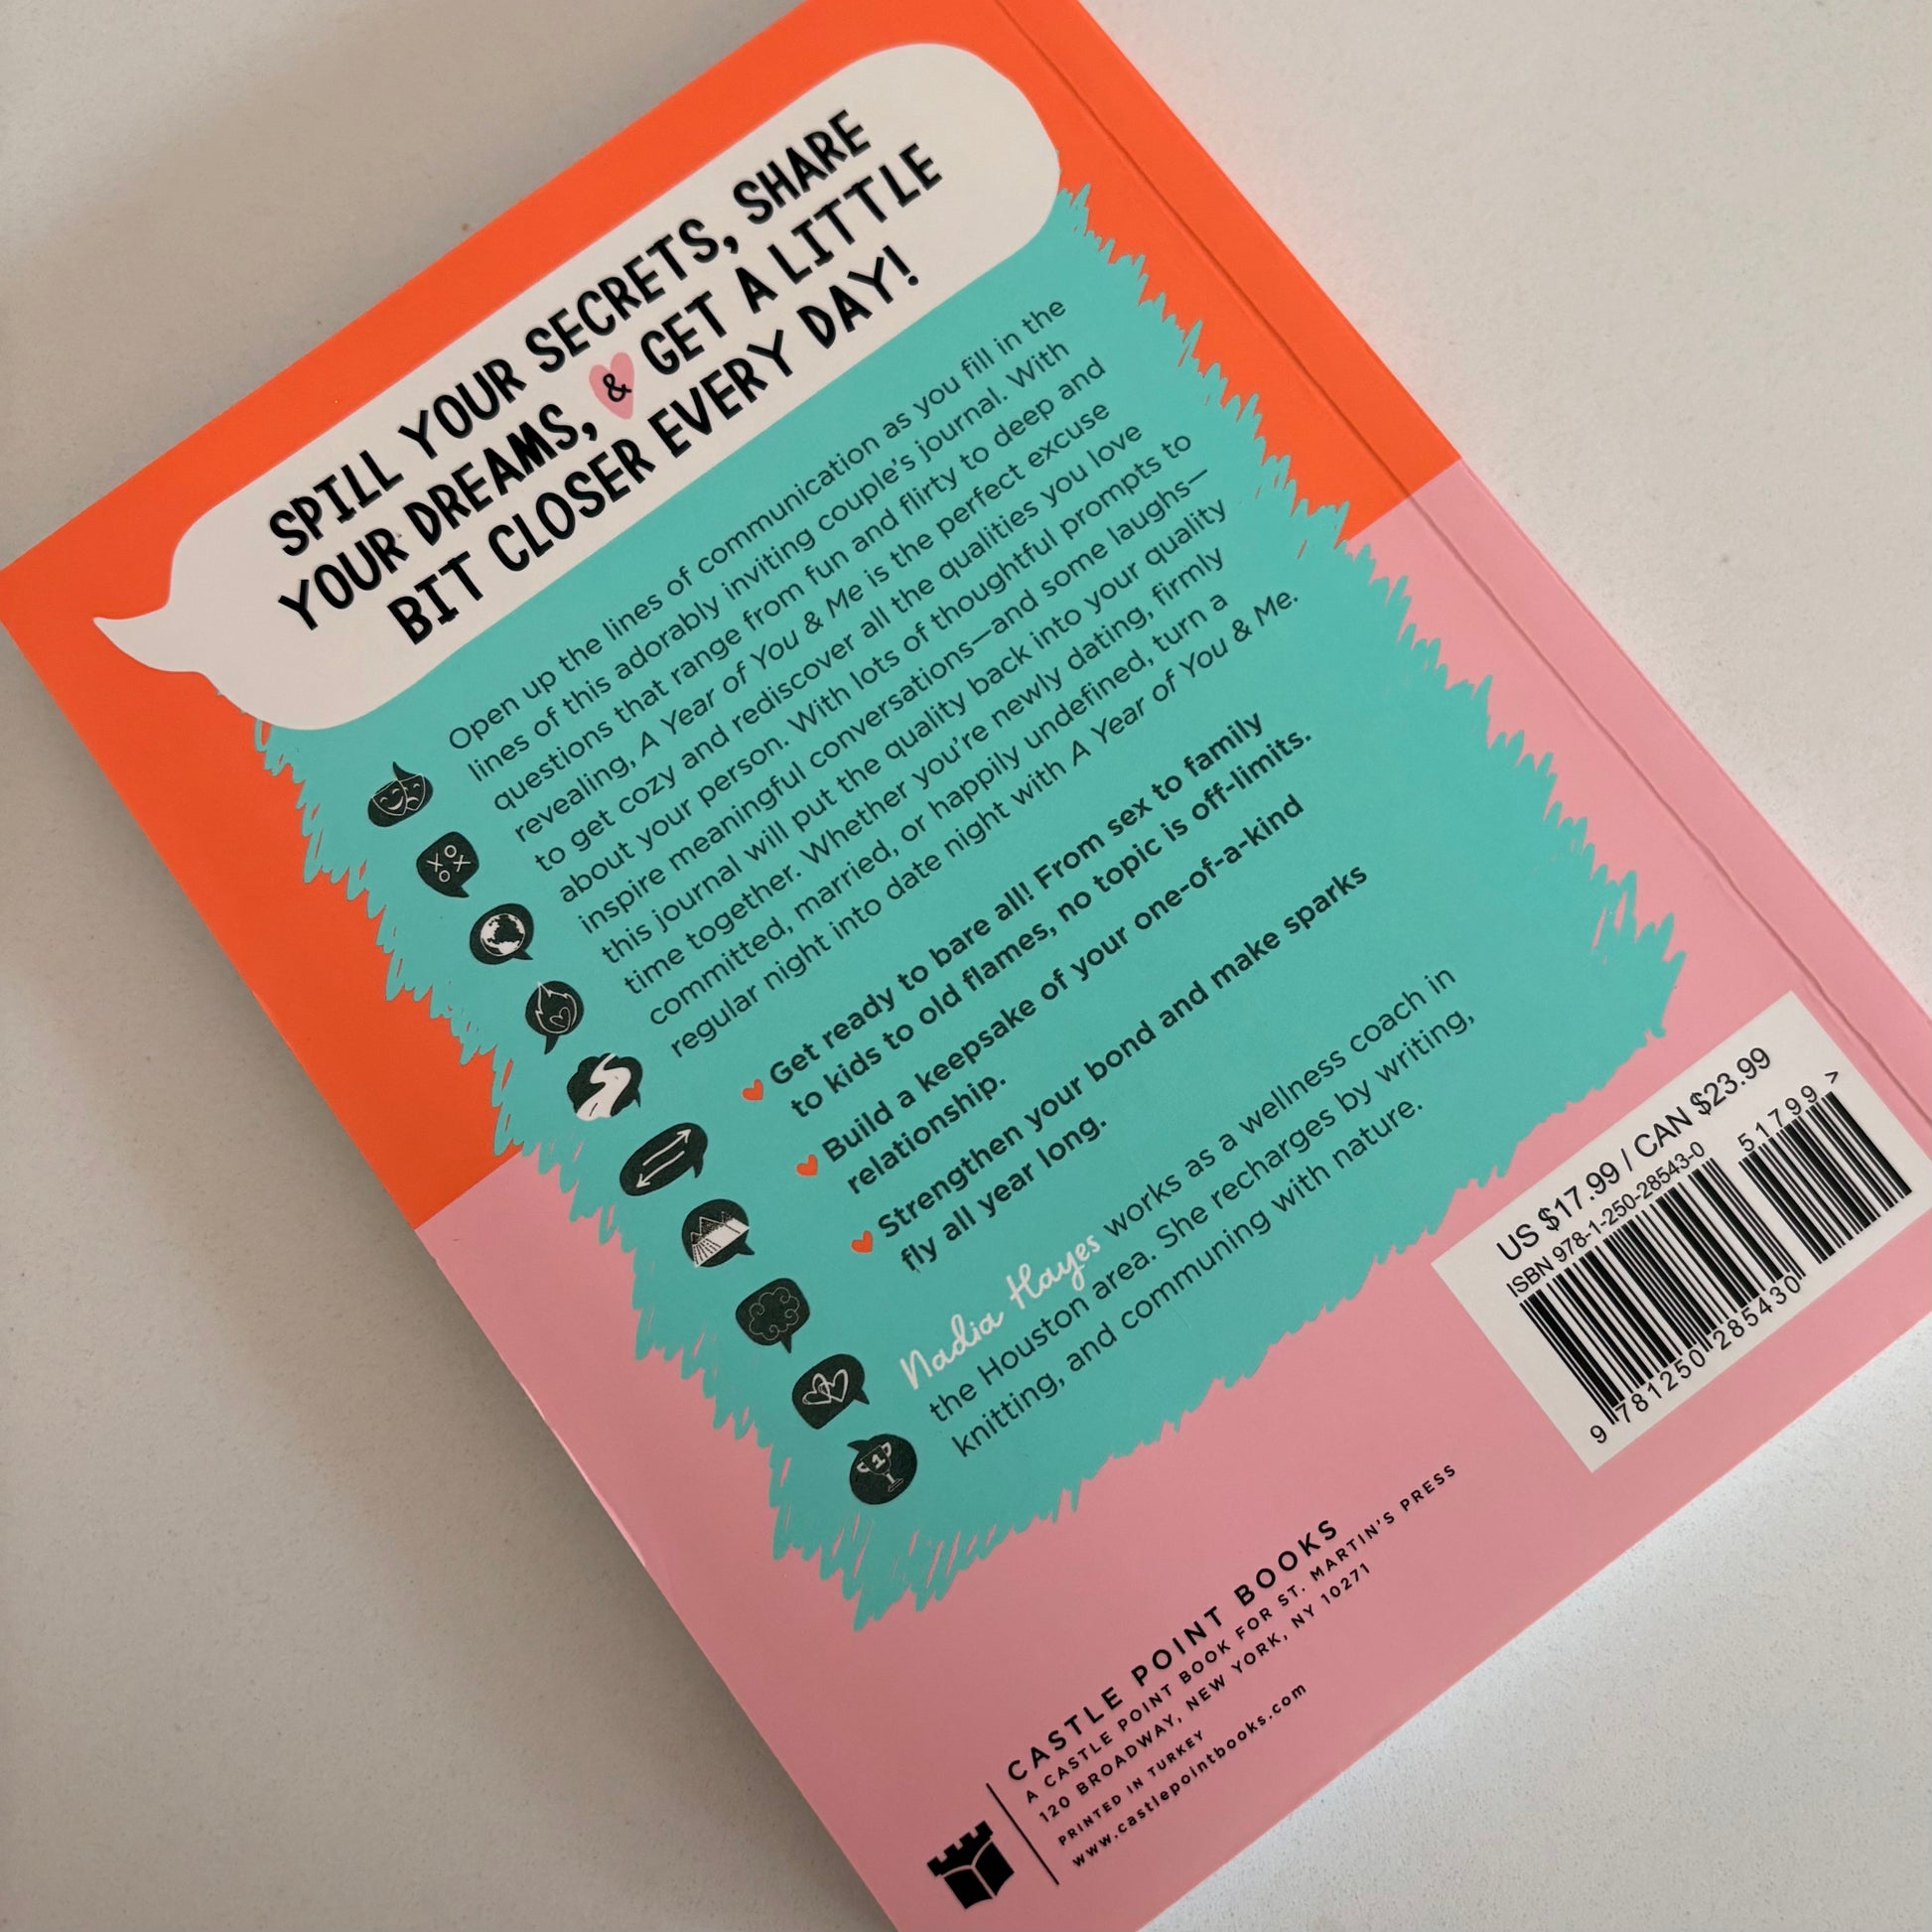 SPILL YOUR SECRETS, SHARE
YOUR DREAMS, & GET A LITTLE
BIT CLOSER EVERY DAY!
Open up the lines of communication as you fill in the
lines of this adorably inviting couple's journal. With
questions that range from fun and flirty to deep and
revealing, A Year of You & Me is the perfect excuse
to get cozy and rediscover all the qualities you love
about your person. With lots of thoughtful prompts to
inspire meaningful conversations—and some laughs—
this journal will put the quality back into your quality
time together. Whether you're newly dating, firmly
committed, married, or happily undefined, turn a
regular night into date night with A Year of You & Me.
Get ready to bare all! From sex to family
to kids to old flames, no topic is off-limits.
Build a keepsake of your one-of-a-kind
relationship.
Strengthen your bond and make sparks
fly all year long.
Nadia Hayes works as a wellness coach in
the Houston area. She recharges by writing,
knitting, and communing with nature.
1
US $17.99 / CAN $23.99
ISBN 978-1-250-28543-0
51799 >
9 781250 285430
CASTLE POINT BOOKS
A CASTLE POINT BOOK FOR ST. MARTIN'S PRESS
120 BROADWAY, NEW YORK, NY 10271
PRINTED IN TURKEY
www.castlepointbooks.com